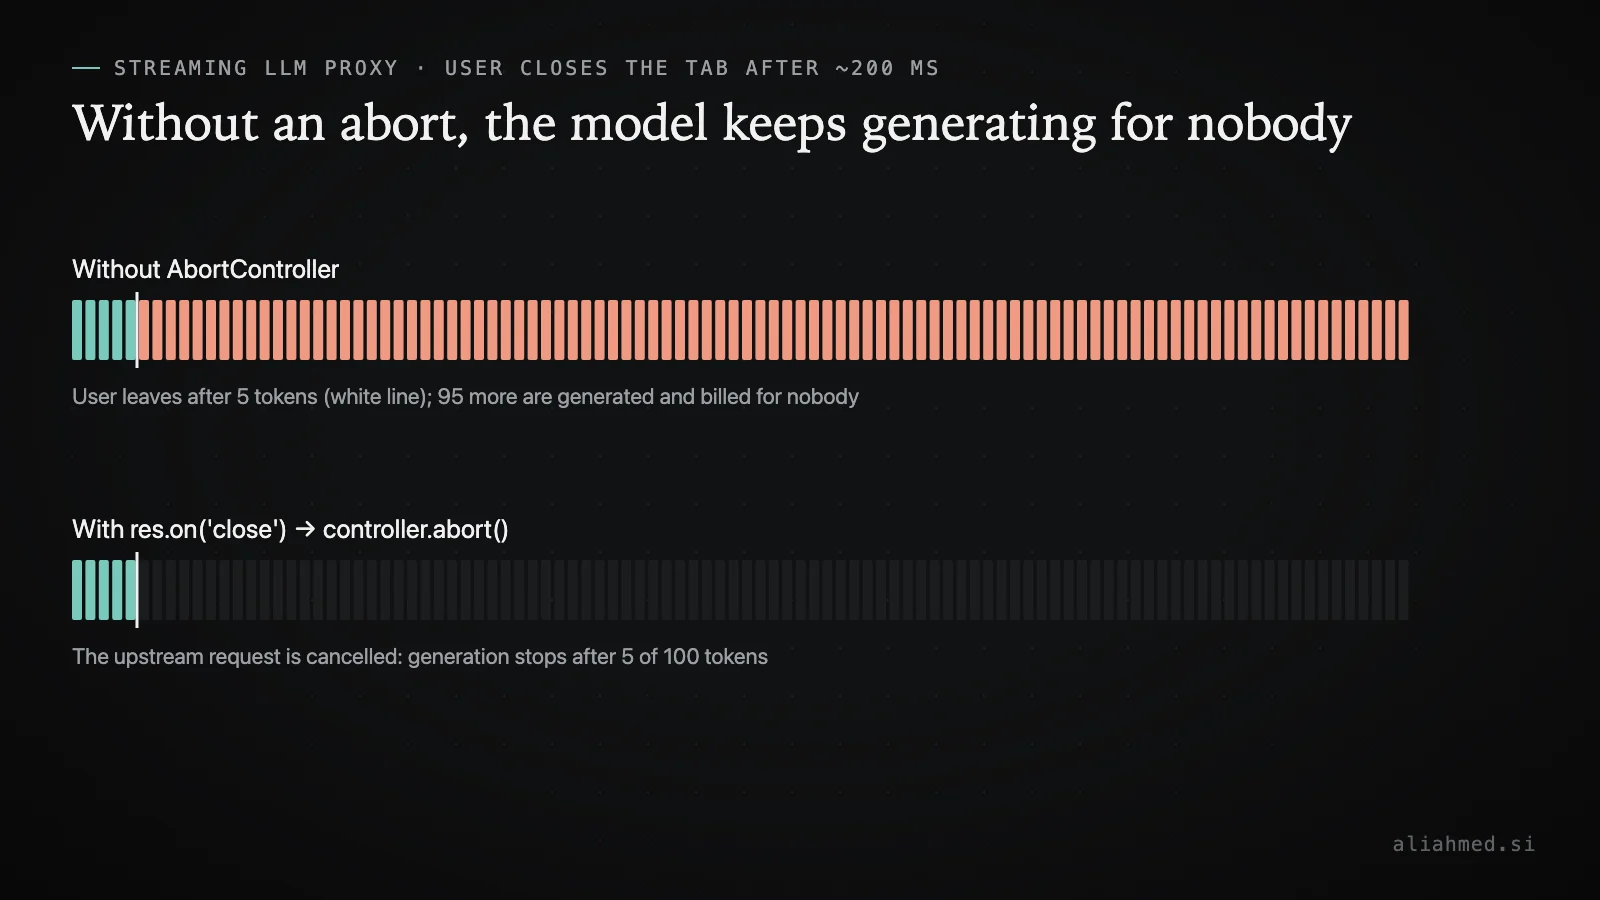 STREAMING LLM PROXY · USER CLOSES THE TAB AFTER ~200 MS
Without an abort, the model keeps generating for nobody
Without AbortController
User leaves after 5 tokens (white line); 95 more are generated and billed for nobody
With res.on('close') → controller.abort()
The upstream request is cancelled: generation stops after 5 of 100 tokens
aliahmed.si